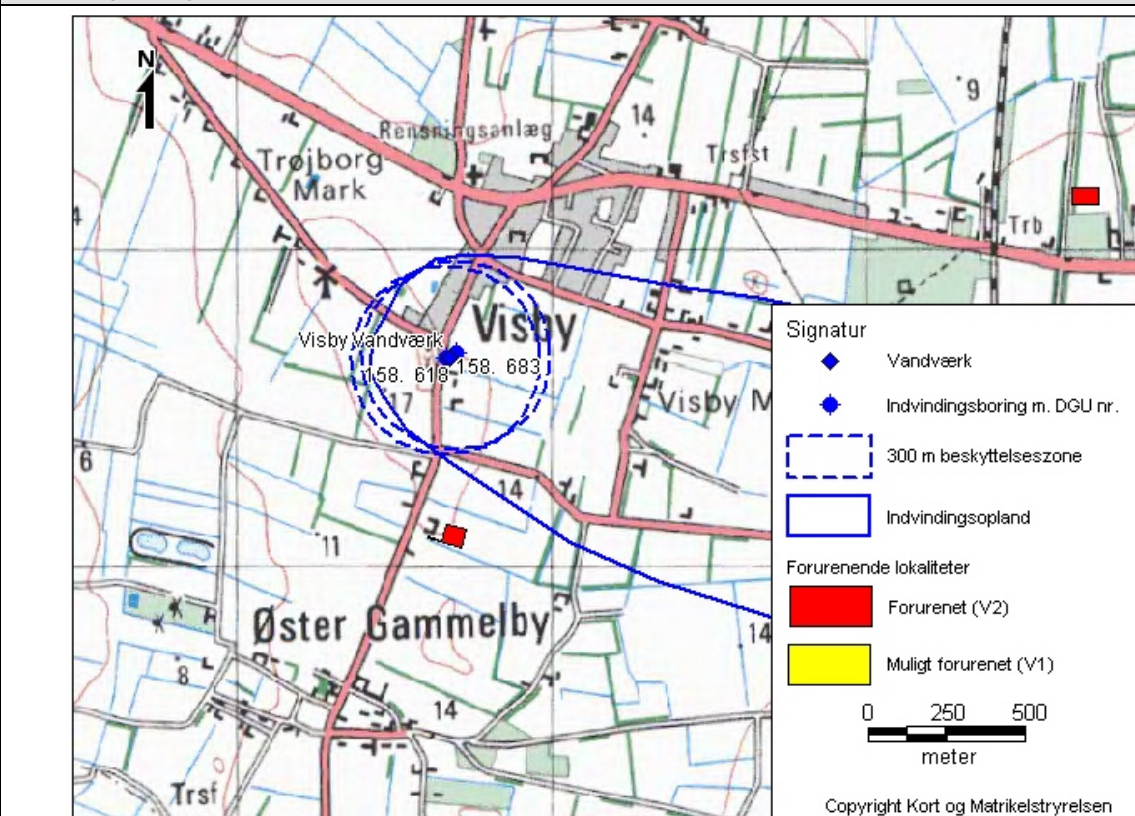 N
14
9
Rensningsanlæg
Trøjborg
Mark
Trsfst
Trb
4
Visby
Visby Vandværk
158. 618
158. 683
17
Visby M
6
14
11
Øster Gammelby
14
8
14
Trsf
Signatur
Vandværk
Indvindingsboring m. DGU nr.
300 m beskyttelseszone
Indvindingsopland
Forurenende lokaliteter
Forurenet (V2)
Muligt forurenet (V1)
0 250 500
meter
Copyright Kort og Matrikelstryrelsen